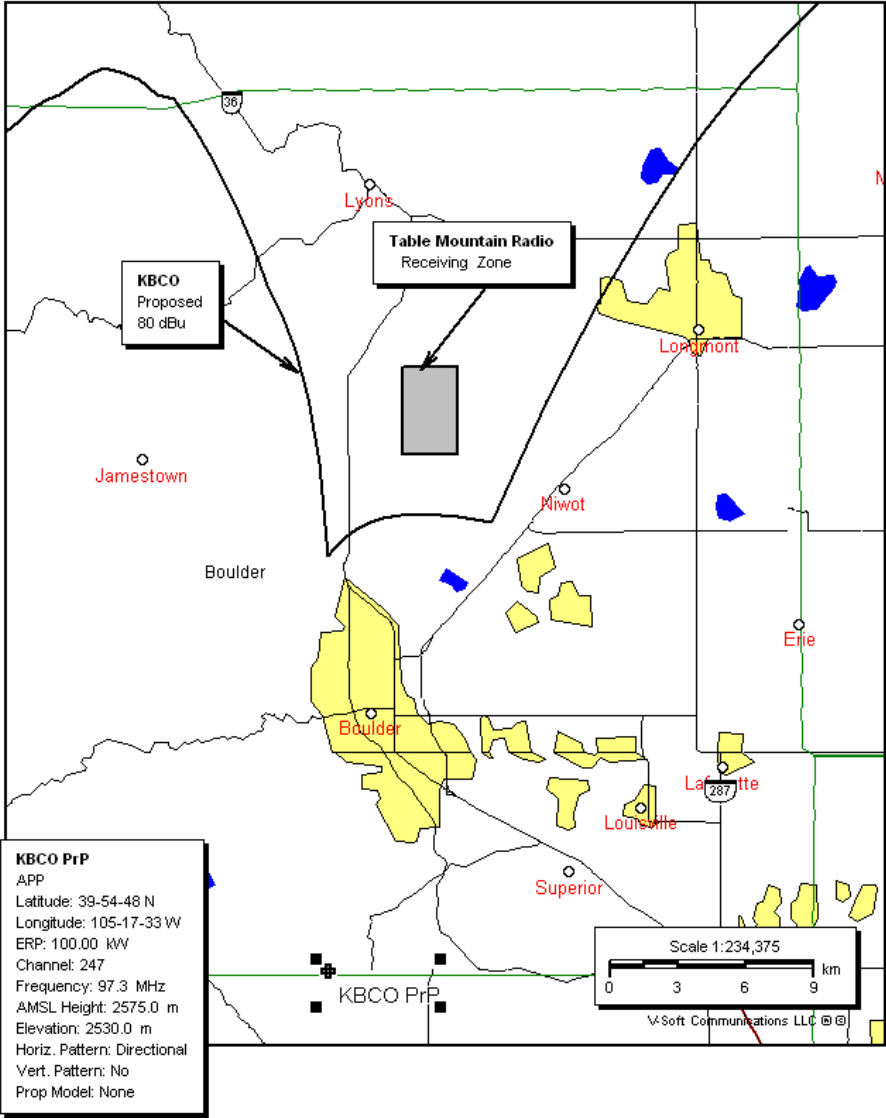 36
Lyons
M
Table Mountain Radio
Receiving Zone
KBCO
Proposed
80 dBu
Longmont
Jamestown
Niwot
Boulder
Erie
Boulder
287
Louisville
Superior
KBCO PrP
APP
Latitude: 39-54-48 N
Longitude: 105-17-33 W
ERP: 100.00 kW
Channel: 247
Frequency: 97.3 MHz
AMSL Height: 2575.0 m
Elevation: 2530.0 m
Horiz. Pattern: Directional
Vert. Pattern: No
Prop Model: None
KBCO PrP
Scale 1:234,375
km
0 3 6 9
V-Soft Communications LLC ® ©